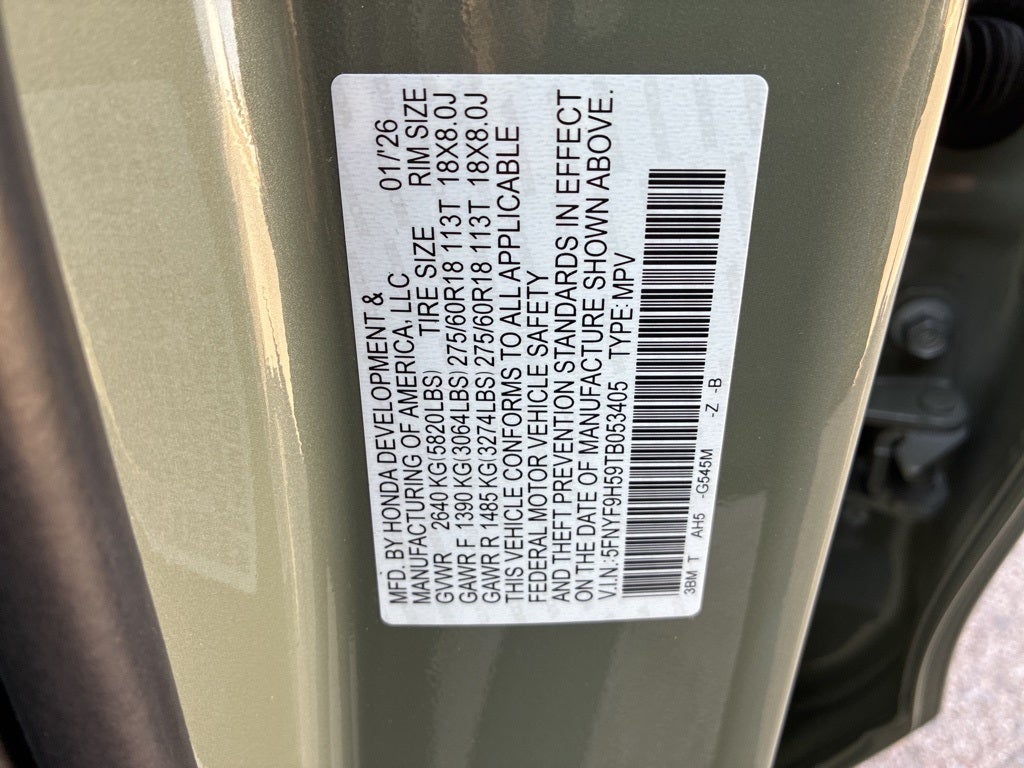 MFD. BY HONDA DEVELOPMENT &
MANUFACTURING OF AMERICA, LLC 01/'26
GVWR 2640 KG(5820LBS) TIRE SIZE RIM SIZE
GAWR F 1390 KG(3064LBS) 275/60R18 113T 18X8.0J
GAWR R 1485 KG(3274LBS) 275/60R18 113T 18X8.0J
THIS VEHICLE CONFORMS TO ALL APPLICABLE
FEDERAL MOTOR VEHICLE SAFETY
AND THEFT PREVENTION STANDARDS IN EFFECT
ON THE DATE OF MANUFACTURE SHOWN ABOVE.
V.I.N.:5FNYF9H59TB053405 TYPE:MPV
3BM T AH5 -G545M -Z -B